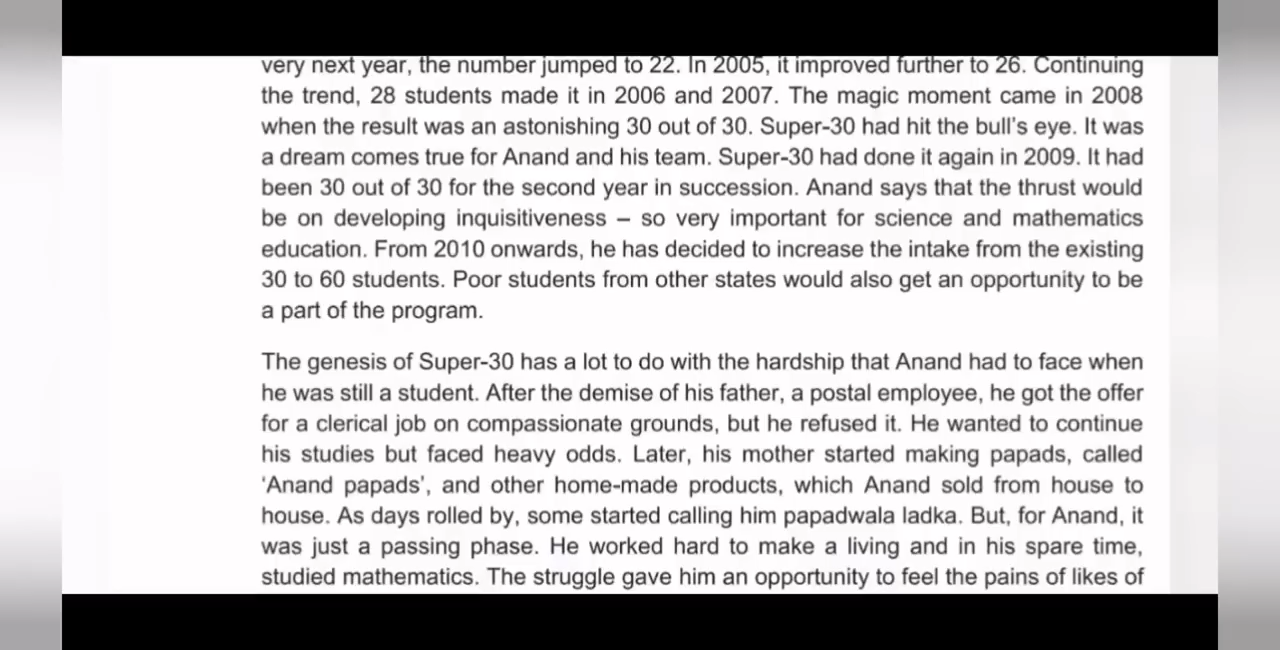 very next year, the number jumped to 22. In 2005, it improved further to 26. Continuing
the trend, 28 students made it in 2006 and 2007. The magic moment came in 2008
when the result was an astonishing 30 out of 30. Super-30 had hit the bull's eye. It was
a dream comes true for Anand and his team. Super-30 had done it again in 2009. It had
been 30 out of 30 for the second year in succession. Anand says that the thrust would
be on developing inquisitiveness – so very important for science and mathematics
education. From 2010 onwards, he has decided to increase the intake from the existing
30 to 60 students. Poor students from other states would also get an opportunity to be
a part of the program.
The genesis of Super-30 has a lot to do with the hardship that Anand had to face when
he was still a student. After the demise of his father, a postal employee, he got the offer
for a clerical job on compassionate grounds, but he refused it. He wanted to continue
his studies but faced heavy odds. Later, his mother started making papads, called
‘Anand papads’, and other home-made products, which Anand sold from house to
house. As days rolled by, some started calling him papadwala ladka. But, for Anand, it
was just a passing phase. He worked hard to make a living and in his spare time,
studied mathematics. The struggle gave him an opportunity to feel the pains of likes of